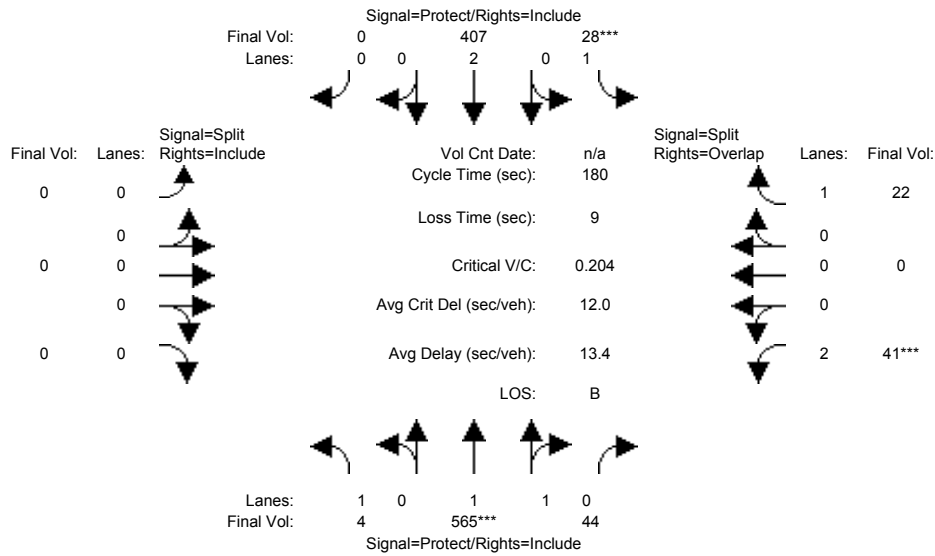 Signal=Protect/Rights=Include
Final Vol: 0 407 28***
Lanes: 0 0 2 0 1
Signal=Split Signal=Split
Final Vol: Lanes: Rights=Include Vol Cnt Date: n/a Rights=Overlap Lanes: Final Vol:
Cycle Time (sec): 180
0 0 1 22
Loss Time (sec): 9
0 0
0 0 Critical V/C: 0.204 0 0
0 Avg Crit Del (sec/veh): 12.0 0
0 0 Avg Delay (sec/veh): 13.4 2 41***
LOS: B
Lanes: 1 0 1 1 0
Final Vol: 4 565*** 44
Signal=Protect/Rights=Include